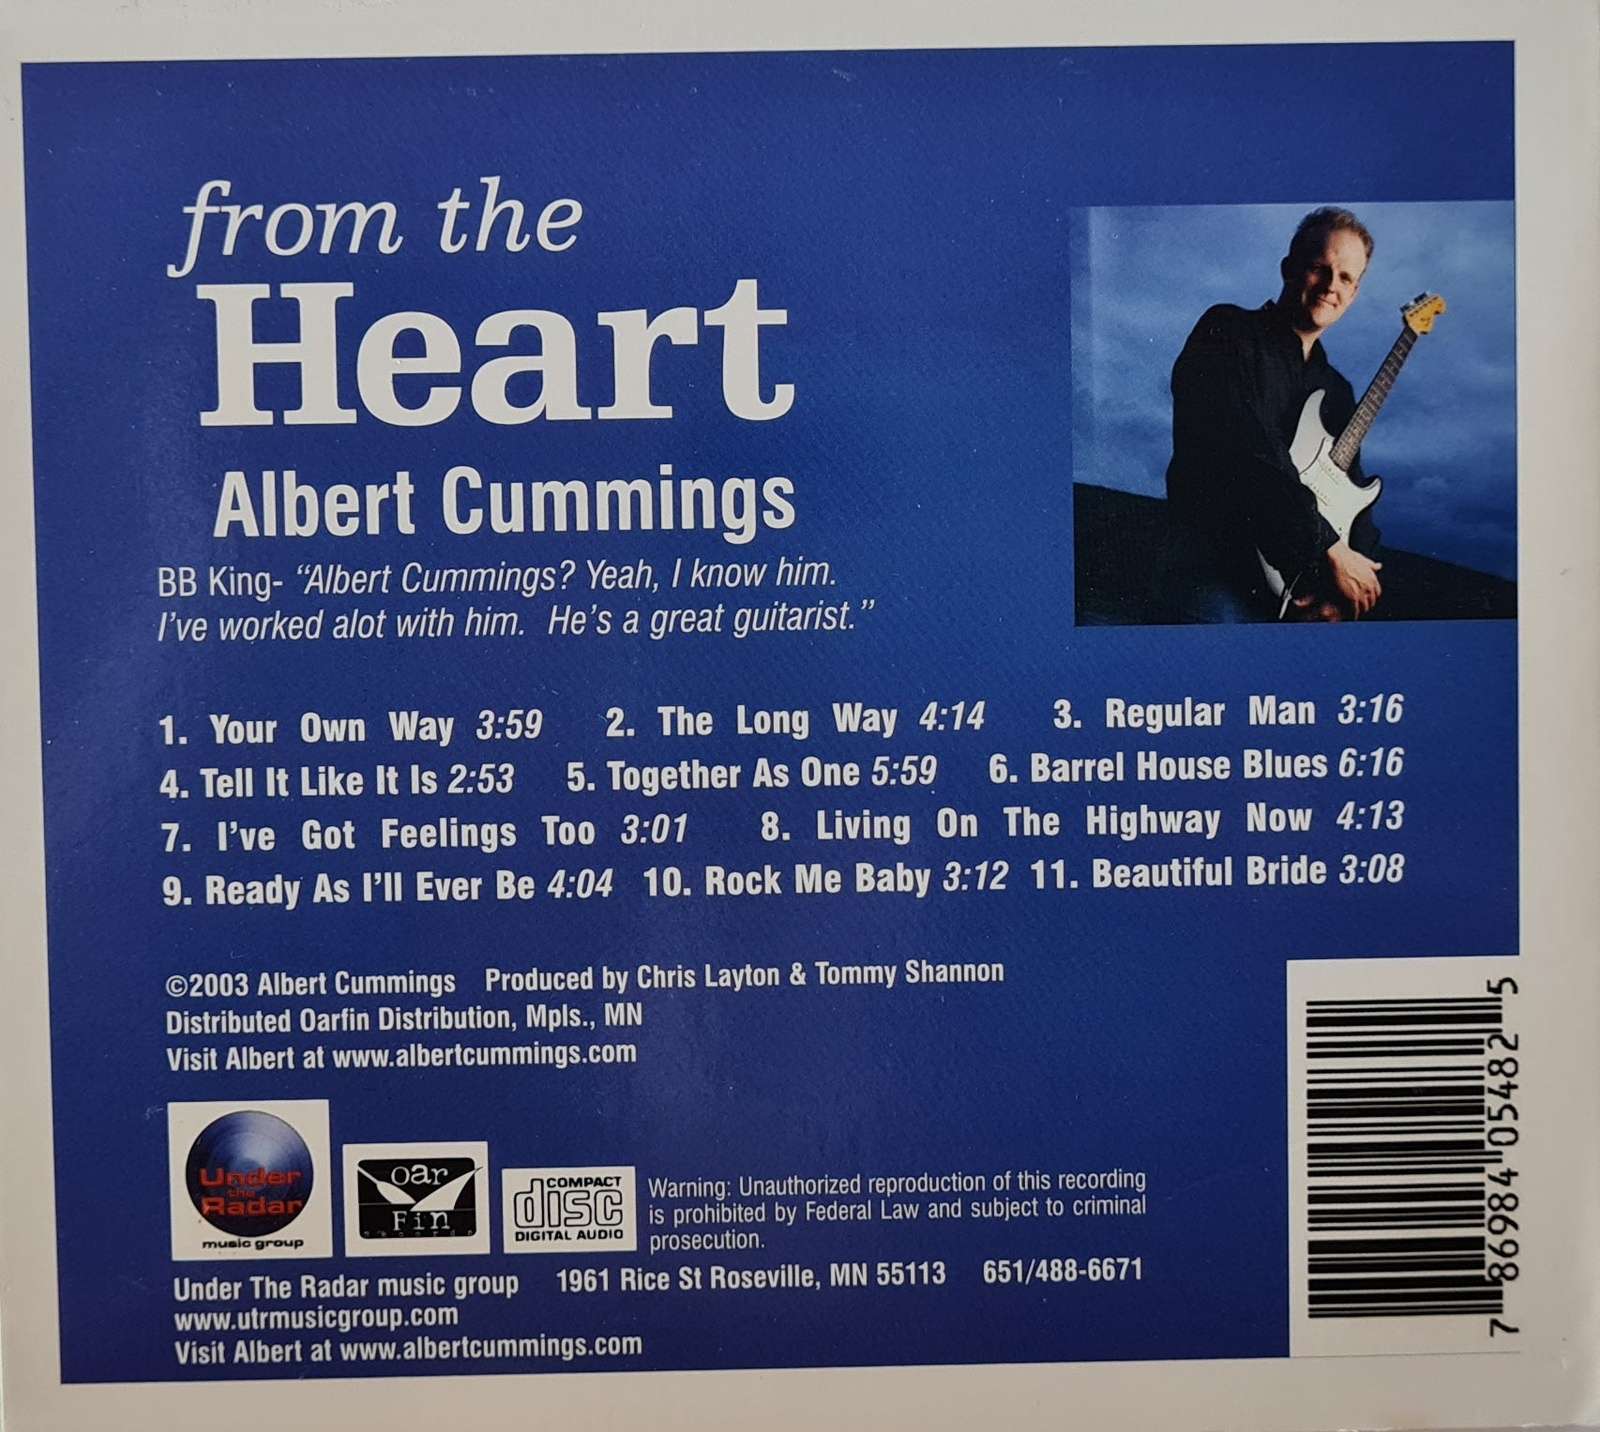 from the
Heart
Albert Cummings
BB King- “Albert Cummings? Yeah, I know him.
I've worked alot with him. He's a great guitarist.”
1. Your Own Way 3:59 2. The Long Way 4:14 3. Regular Man 3:16
4. Tell It Like It Is 2:53 5. Together As One 5:59 6. Barrel House Blues 6:16
7. I've Got Feelings Too 3:01 8. Living On The Highway Now 4:13
9. Ready As I'll Ever Be 4:04 10. Rock Me Baby 3:12 11. Beautiful Bride 3:08
©2003 Albert Cummings Produced by Chris Layton & Tommy Shannon
Distributed Oarfin Distribution, Mpls., MN
Visit Albert at www.albertcummings.com
Under
the
Radar
music group
oar
Fin
records
COMPACT
disc
DIGITAL AUDIO
Warning: Unauthorized reproduction of this recording
is prohibited by Federal Law and subject to criminal
prosecution.
Under The Radar music group 1961 Rice St Roseville, MN 55113 651/488-6671
www.utrmusicgroup.com
Visit Albert at www.albertcummings.com
7 86984 05482 5